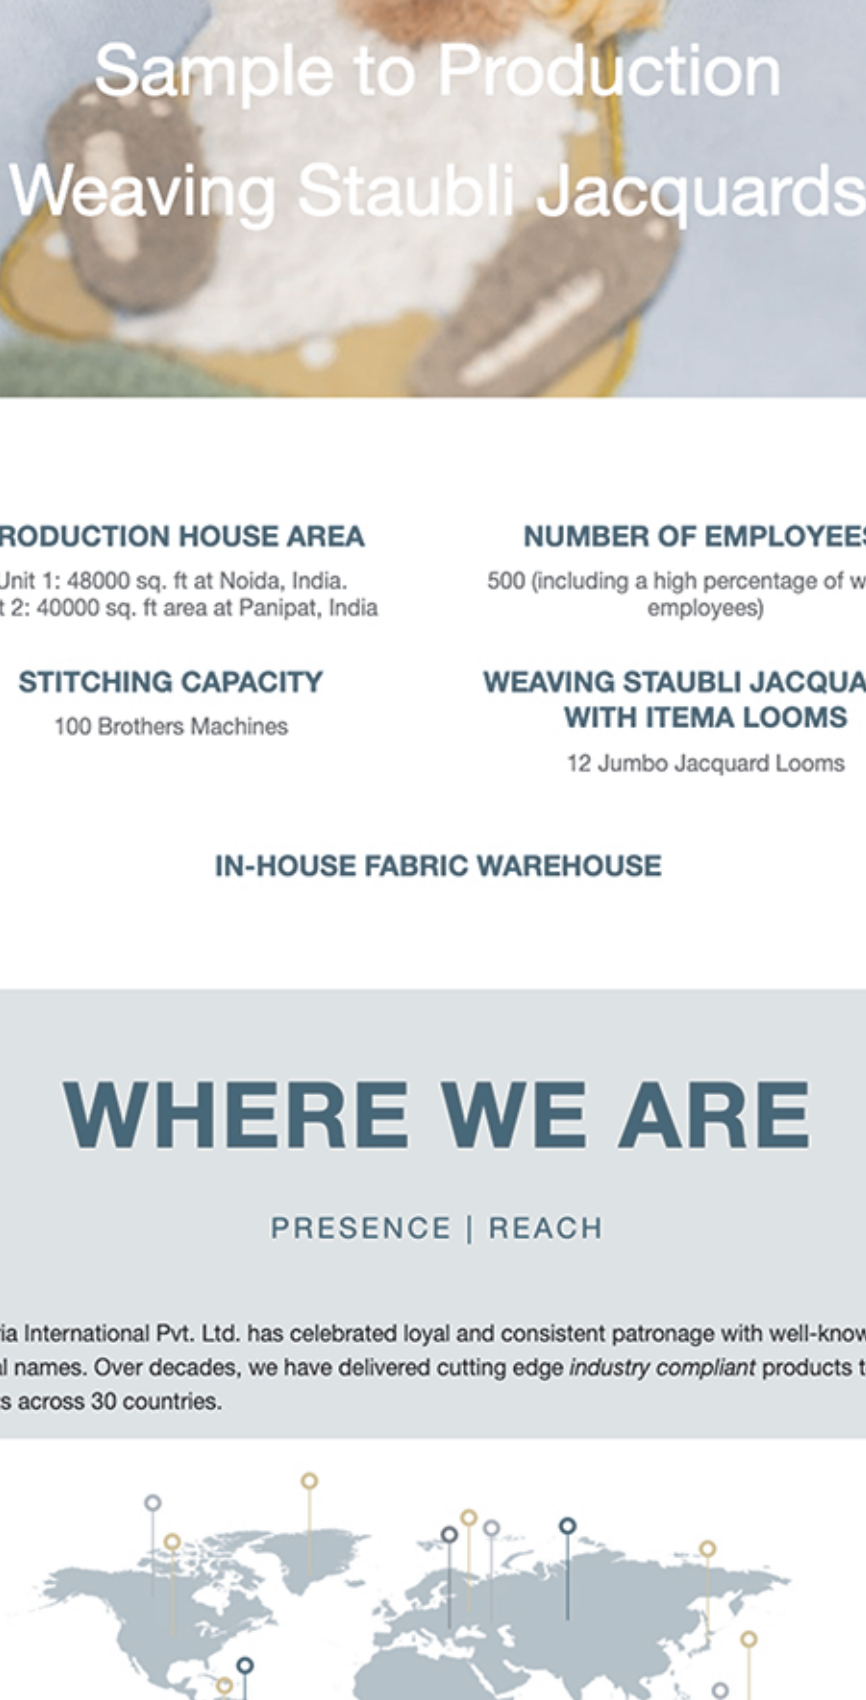 Sample to Production
Weaving Staubli Jacquards
RODUCTION HOUSE AREA
Unit 1: 48000 sq. ft at Noida, India.
t 2: 40000 sq. ft area at Panipat, India
NUMBER OF EMPLOYEES
500 (including a high percentage of w
employees)
STITCHING CAPACITY
100 Brothers Machines
WEAVING STAUBLI JACQUA
WITH ITEMA LOOMS
12 Jumbo Jacquard Looms
IN-HOUSE FABRIC WAREHOUSE
WHERE WE ARE
PRESENCE | REACH
ia International Pvt. Ltd. has celebrated loyal and consistent patronage with well-know
al names. Over decades, we have delivered cutting edge industry compliant products t
s across 30 countries.